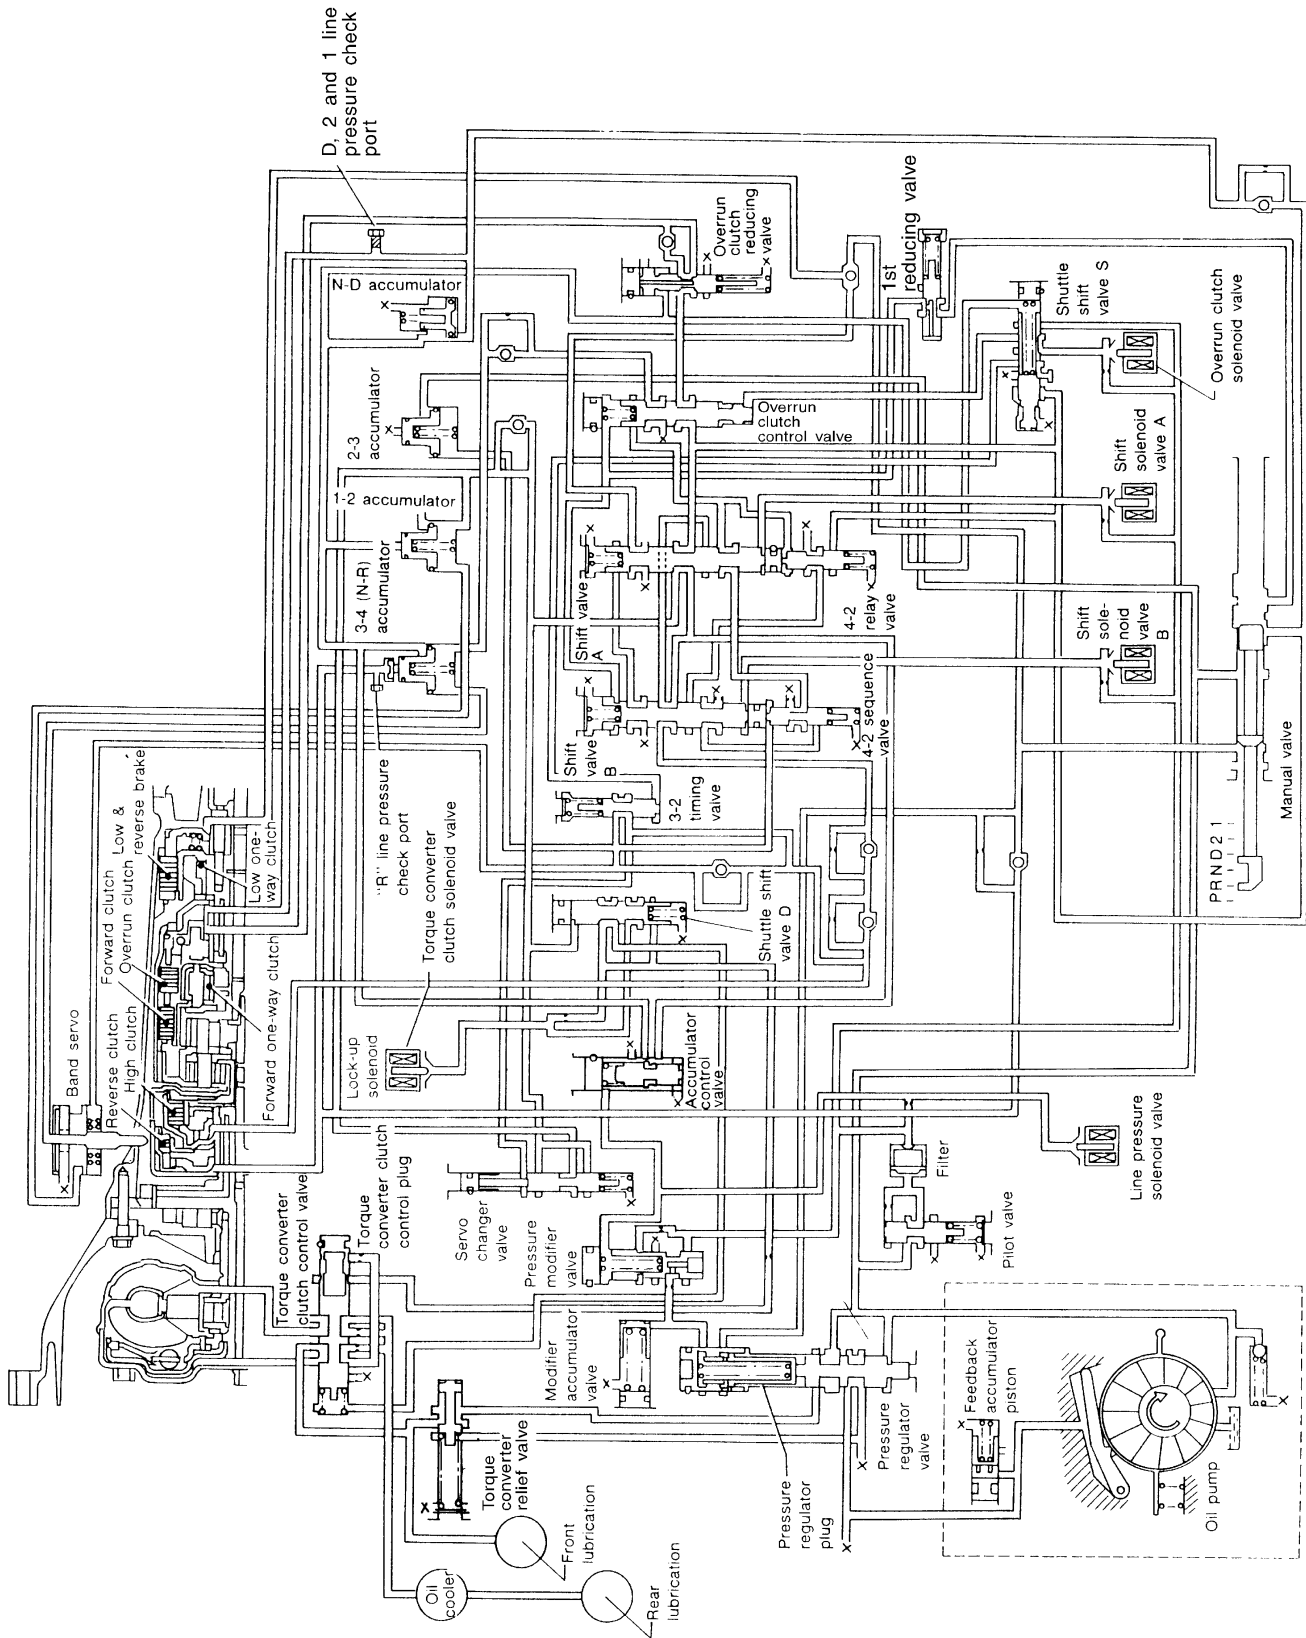 D, 2 and 1 line
pressure check
port
N-D accumulator
2-3
accumulator
1-2 accumulator
3-4 (N-R)
accumulator
"R" line pressure
check port
Torque converter
clutch solenoid valve
Lock-up
solenoid
Low &
reverse brake
Low one-
way clutch
Forward clutch
Overrun clutch
Forward one-way clutch
Band servo
Reverse clutch
High clutch
Torque converter
clutch control valve
Torque
converter clutch
control plug
Torque
converter
relief valve
Oil
cooler
Front
lubrication
Rear
lubrication
Overrun
clutch
reducing
valve
Overrun
clutch
control valve
Shift valve
A
4-2
relay
valve
Shift
valve
B
4-2 sequence
valve
3-2
timing
valve
Shuttle shift
valve D
Accumulator
control
valve
Servo
changer
valve
Pressure
modifier
valve
Modifier
accumulator
valve
Pressure
regulator
plug
Pressure
regulator
valve
1st
reducing valve
Shuttle
shift
valve S
Overrun clutch
solenoid valve
Shift
solenoid
valve A
Shift
sole-
noid
valve
B
Manual valve
P R N D 2 1
Line pressure
solenoid valve
Filter
Pilot valve
Feedback
accumulator
piston
Oil pump